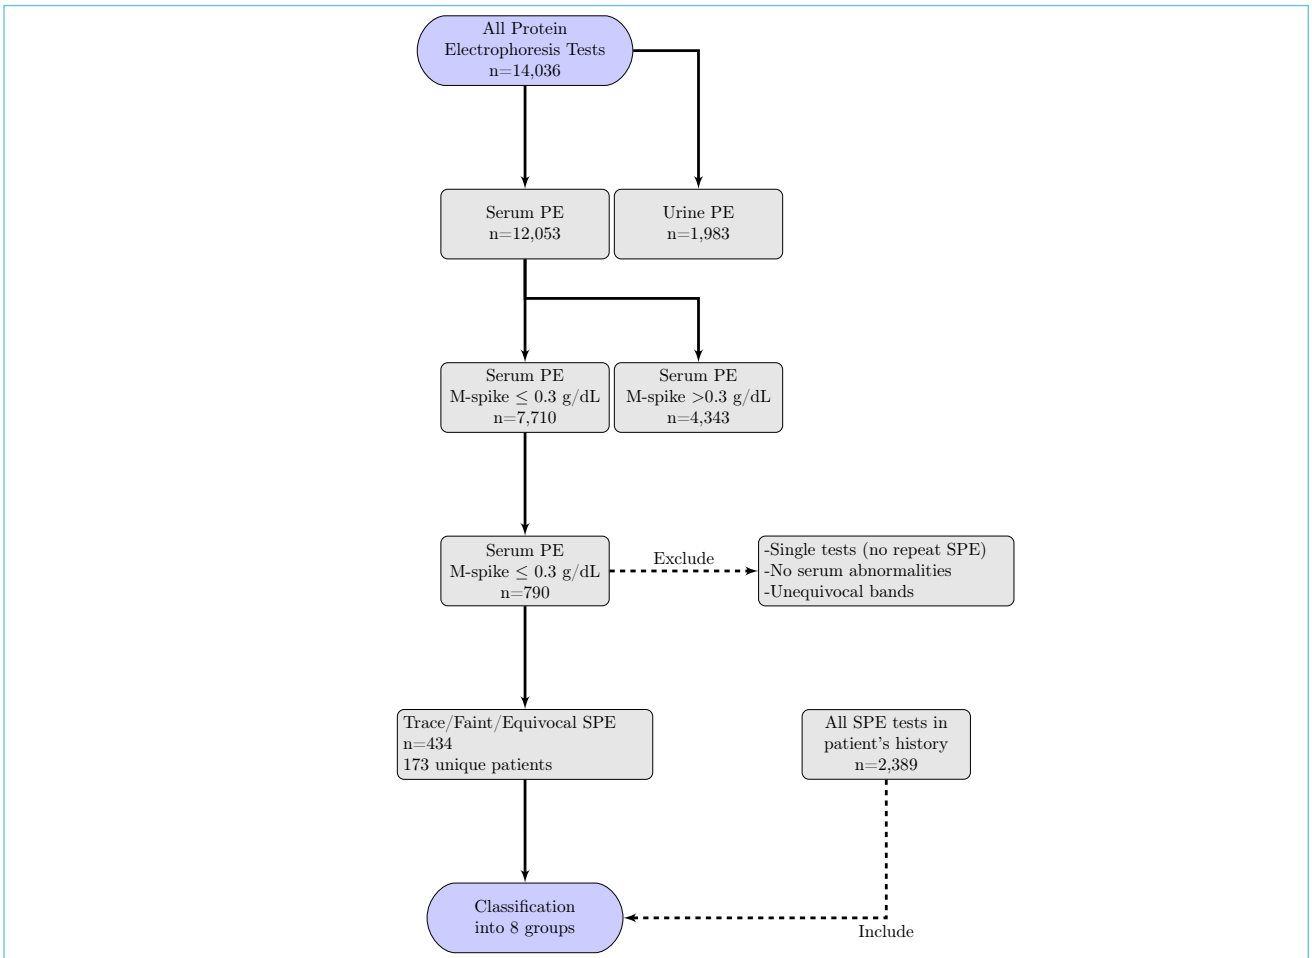 All Protein
Electrophoresis Tests
n=14,036
Serum PE
n=12,053
Urine PE
n=1,983
Serum PE
M-spike ≤ 0.3 g/dL
n=7,710
Serum PE
M-spike >0.3 g/dL
n=4,343
Serum PE
M-spike ≤ 0.3 g/dL
n=790
Exclude
-Single tests (no repeat SPE)
-No serum abnormalities
-Unequivocal bands
Trace/Faint/Equivocal SPE
n=434
173 unique patients
All SPE tests in
patient's history
n=2,389
Classification
into 8 groups
Include